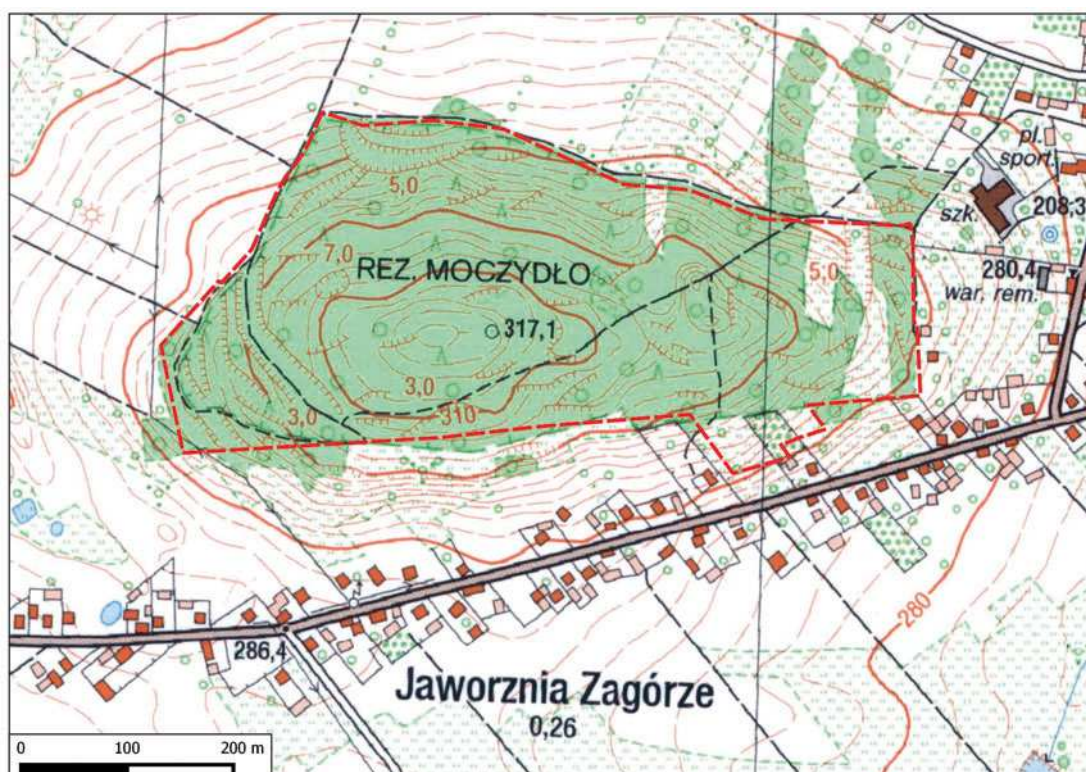 pl.
sport.
5,0
szk.
208,3
7,0
REZ. MOCZYDŁO
5,0
280,4
war. rem.
317,1
3,0
3,0
310
280
286,4
Jaworznia Zagórze
0,26
0 100 200 m